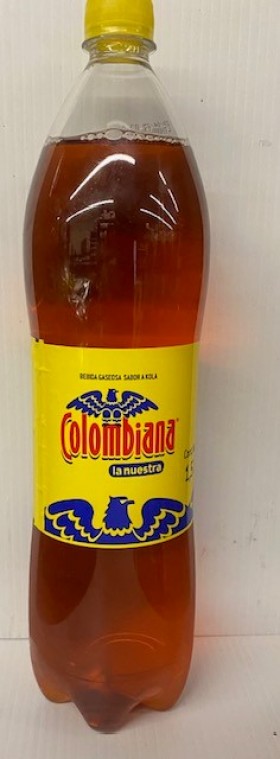 BEBIDA GASEOSA SABOR A KOLA
Colombiana
la nuestra